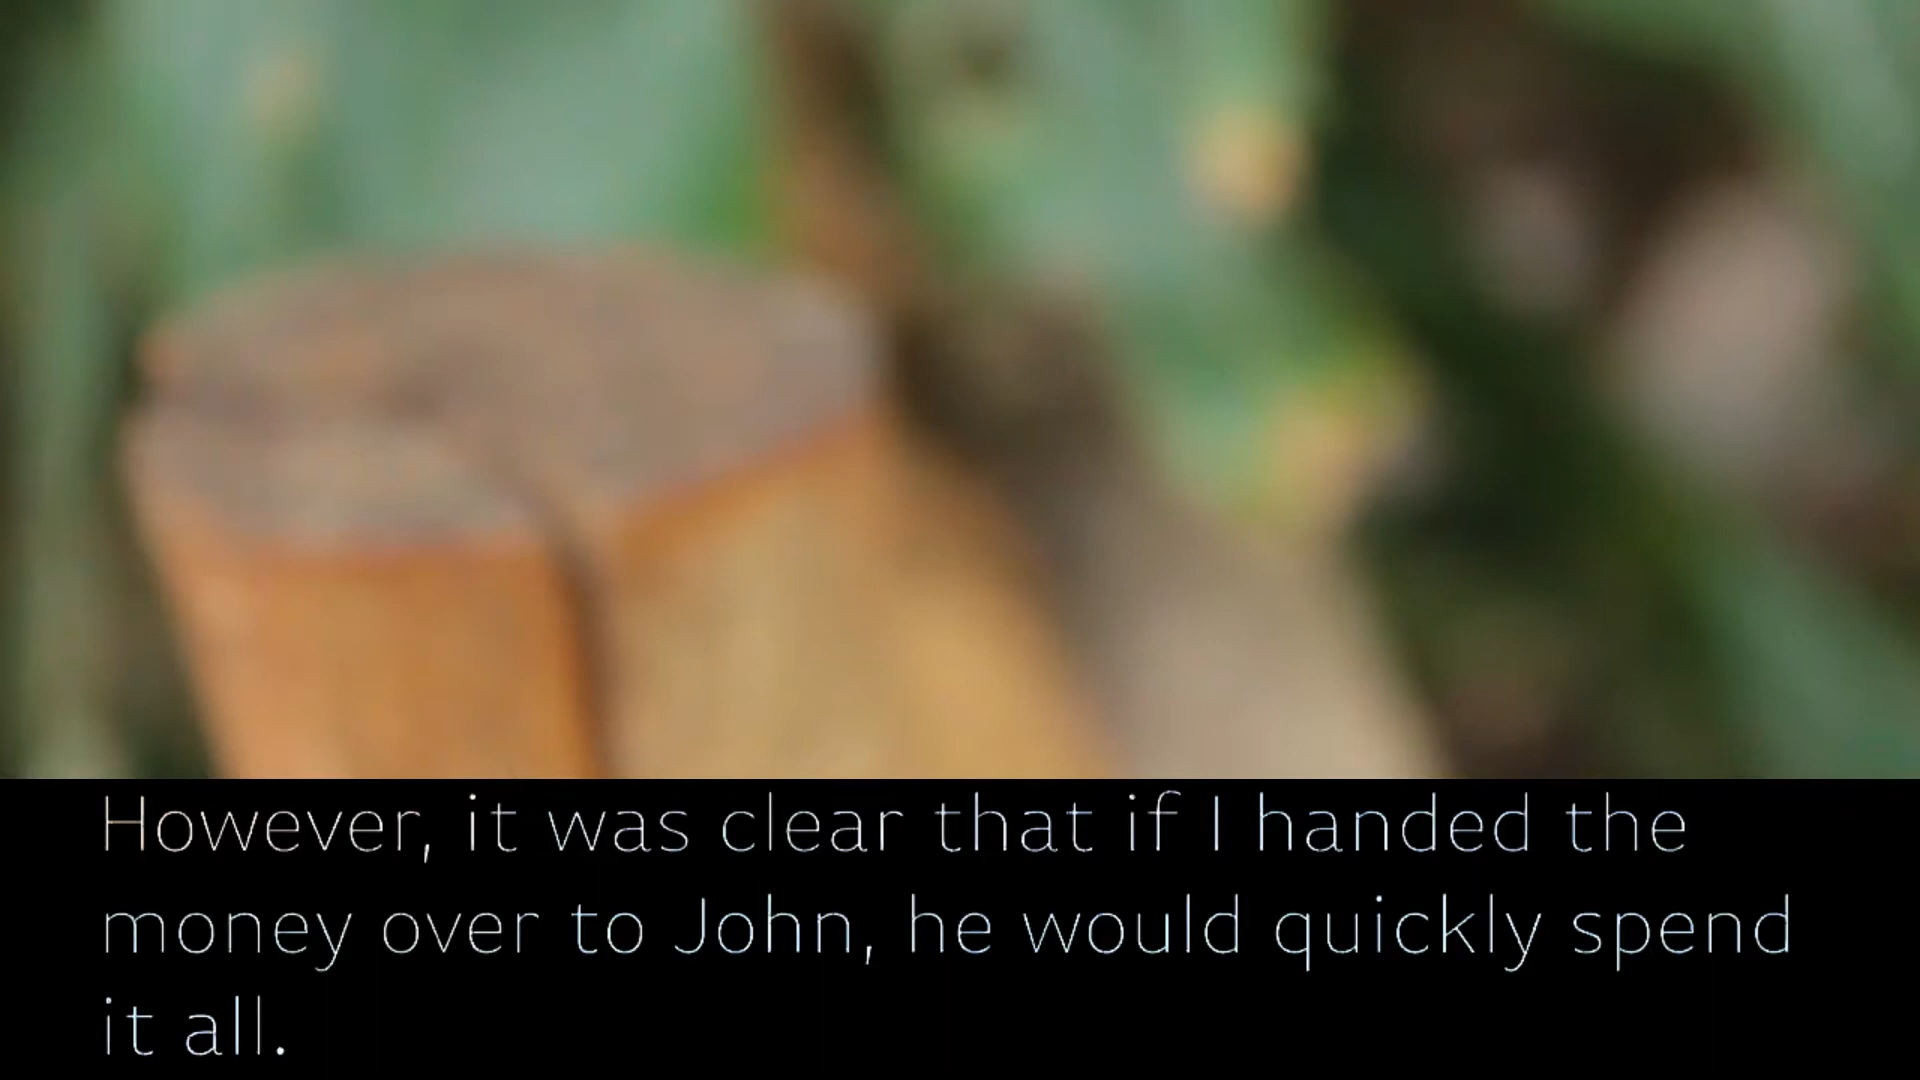 However, it was clear that if I handed the
money over to John, he would quickly spend
it all.